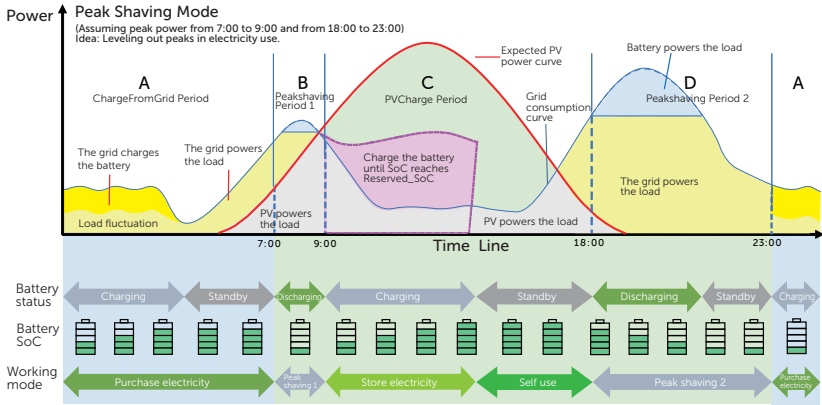 Power
Peak Shaving Mode
(Assuming peak power from 7:00 to 9:00 and from 18:00 to 23:00)
Idea: Leveling out peaks in electricity use.
A
ChargeFromGrid Period
B
Peakshaving
Period 1
C
PVCharge Period
Expected PV
power curve
Grid
consumption
curve
Battery powers the load
D
Peakshaving Period 2
A
The grid charges
the battery
The grid powers
the load
Charge the battery
until SoC reaches
Reserved_SoC
The grid powers
the load
Load fluctuation
PV powers
the load
PV powers the load
7:00
9:00
Time Line
18:00
23:00
Battery
status
Charging
Standby
Discharging
Charging
Standby
Discharging
Standby
Charging
Battery
SoC
Working
mode
Purchase electricity
Peak
shaving 1
Store electricity
Self use
Peak shaving 2
Purchase
electricity